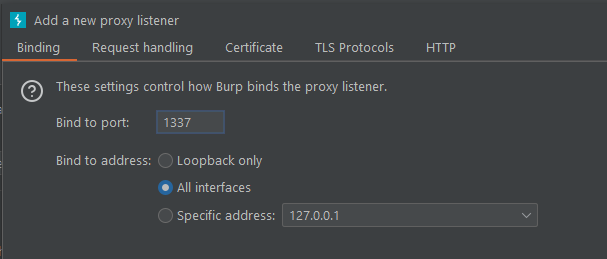 Add a new proxy listener
Binding Request handling Certificate TLS Protocols HTTP
? These settings control how Burp binds the proxy listener.
Bind to port: 1337
Bind to address: Loopback only
All interfaces
Specific address: 127.0.0.1